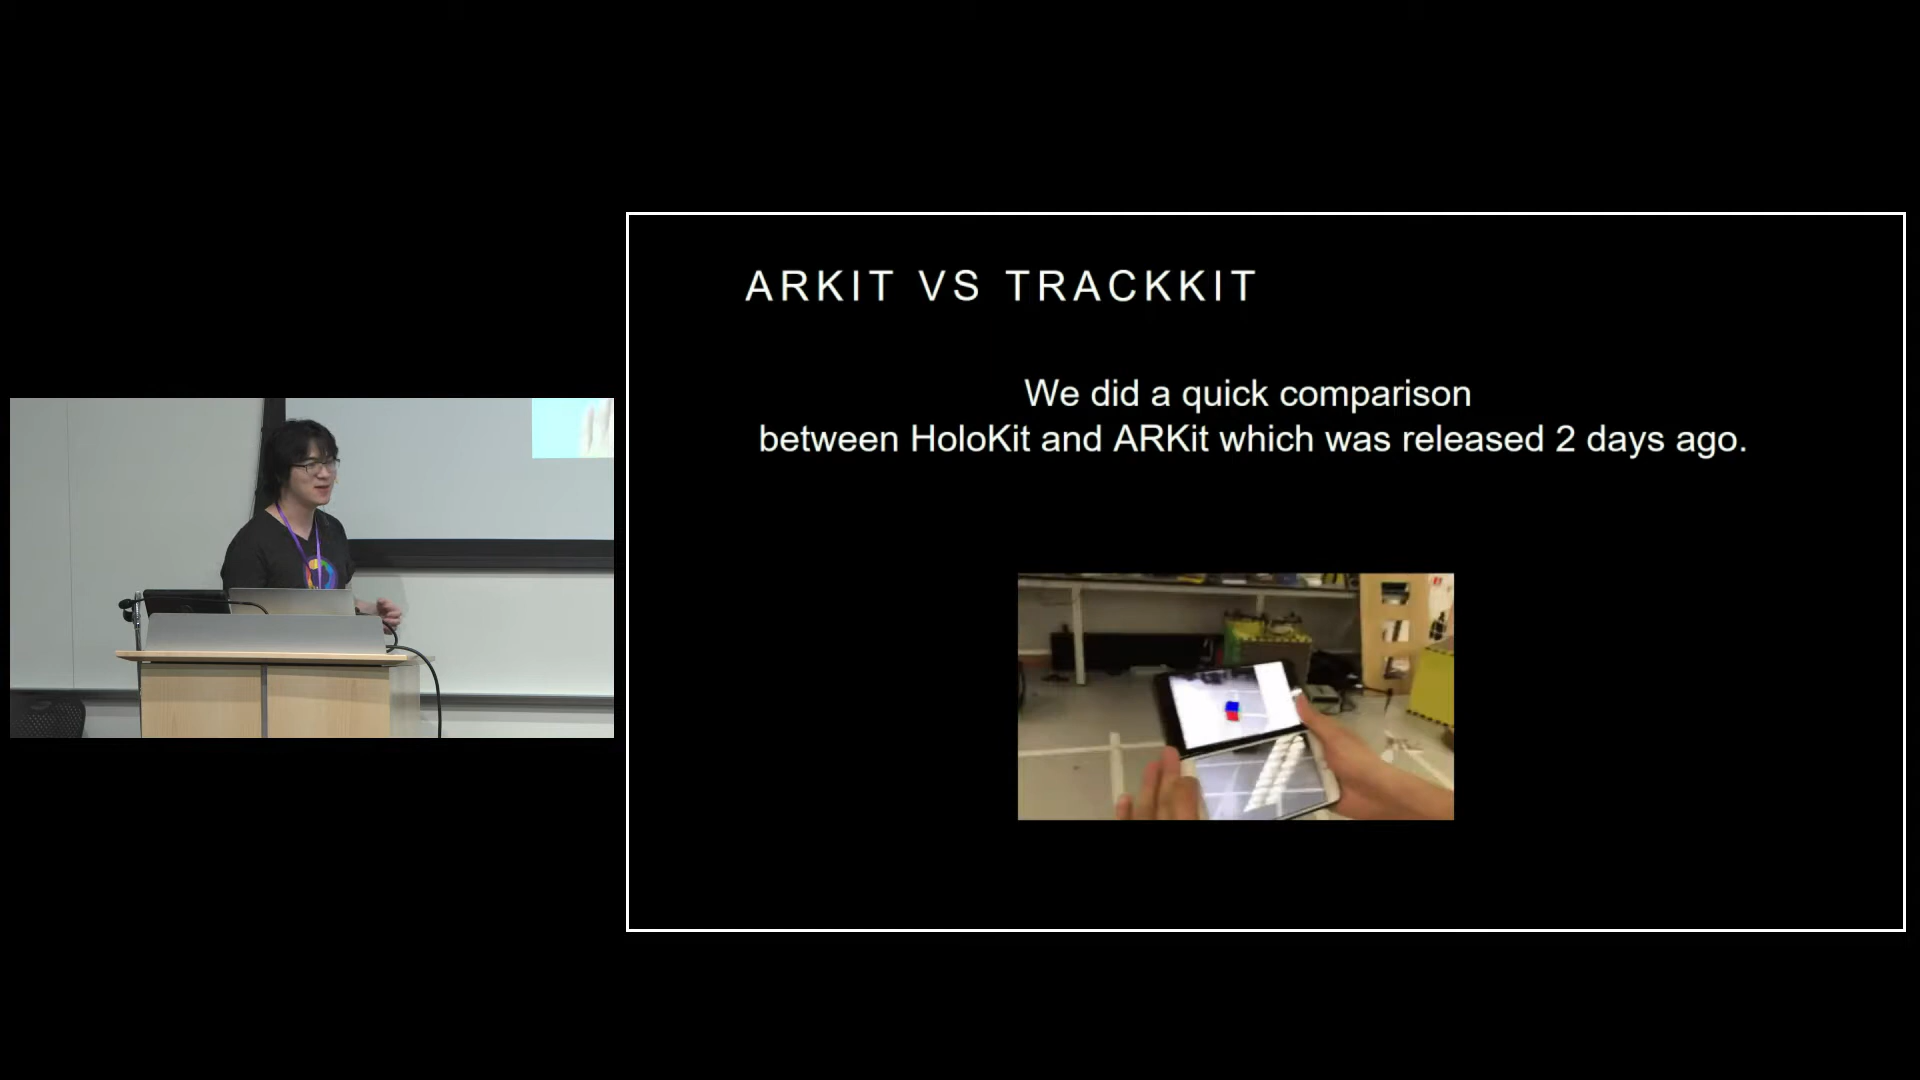 ARKIT VS TRACKKIT
We did a quick comparison
between HoloKit and ARKit which was released 2 days ago.